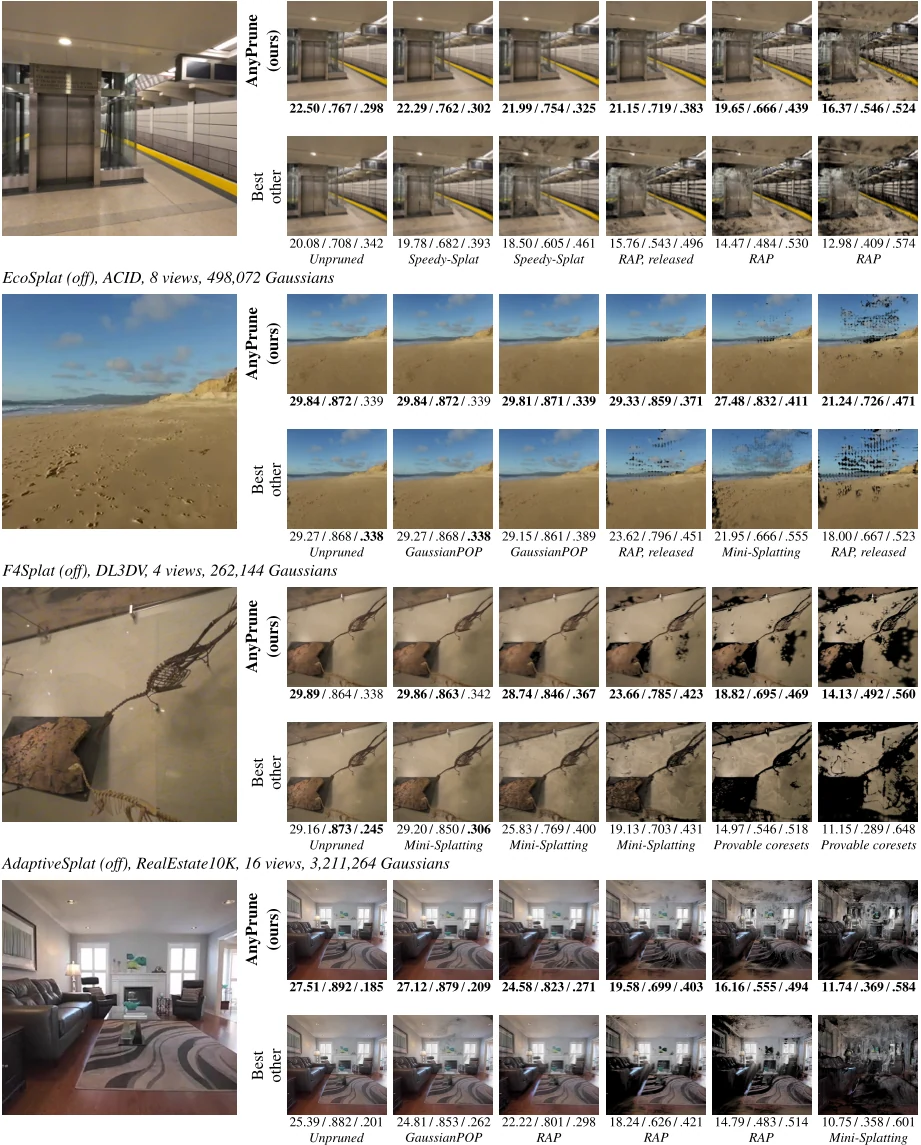 AnyPrune
(ours)
22.50 / .767 / .298 22.29 / .762 / .302 21.99 / .754 / .325 21.15 / .719 / .383 19.65 / .666 / .439 16.37 / .546 / .524
Best
other
20.08 / .708 / .342 19.78 / .682 / .393 18.50 / .605 / .461 15.76 / .543 / .496 14.47 / .484 / .530 12.98 / .409 / .574
Unpruned Speedy-Splat Speedy-Splat RAP, released RAP RAP
EcoSplat (off), ACID, 8 views, 498,072 Gaussians
AnyPrune
(ours)
29.84 / .872 / .339 29.84 / .872 / .339 29.81 / .871 / .339 29.33 / .859 / .371 27.48 / .832 / .411 21.24 / .726 / .471
Best
other
29.27 / .868 / .338 29.27 / .868 / .338 29.15 / .861 / .389 23.62 / .796 / .451 21.95 / .666 / .555 18.00 / .667 / .523
Unpruned GaussianPOP GaussianPOP RAP, released Mini-Splatting RAP, released
F4Splat (off), DL3DV, 4 views, 262,144 Gaussians
AnyPrune
(ours)
29.89 / .864 / .338 29.86 / .863 / .342 28.74 / .846 / .367 23.66 / .785 / .423 18.82 / .695 / .469 14.13 / .492 / .560
Best
other
29.16 / .873 / .245 29.20 / .850 / .306 25.83 / .769 / .400 19.13 / .703 / .431 14.97 / .546 / .518 11.15 / .289 / .648
Unpruned Mini-Splatting Mini-Splatting Mini-Splatting Provable coresets Provable coresets
AdaptiveSplat (off), RealEstate10K, 16 views, 3,211,264 Gaussians
AnyPrune
(ours)
27.51 / .892 / .185 27.12 / .879 / .209 24.58 / .823 / .271 19.58 / .699 / .403 16.16 / .555 / .494 11.74 / .369 / .584
Best
other
25.39 / .882 / .201 24.81 / .853 / .262 22.22 / .801 / .298 18.24 / .626 / .421 14.79 / .483 / .514 10.75 / .358 / .601
Unpruned GaussianPOP RAP RAP RAP Mini-Splatting